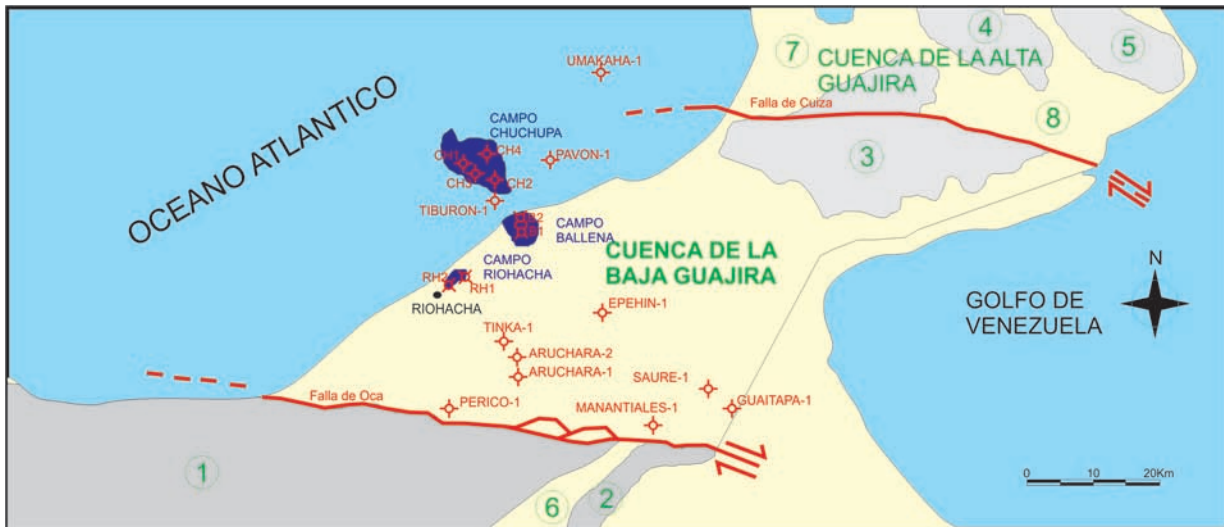 4
5
7
CUENCA DE LA ALTA
GUAJIRA
UMAKAHA-1
OCEANO ATLANTICO
Falla de Cuiza
CAMPO
CHUCHUPA
8
CH4
CH1
PAVON-1
3
CH3
CH2
TIBURON-1
B2
B1
CAMPO
BALLENA
CUENCA DE LA
BAJA GUAJIRA
CAMPO
RIOHACHA
RH2
RH1
RIOHACHA
N
GOLFO DE
VENEZUELA
EPEHIN-1
TINKA-1
ARUCHARA-2
ARUCHARA-1
SAURE-1
Falla de Oca
PERICO-1
MANANTIALES-1
GUAITAPA-1
1
6
2
0 10 20Km